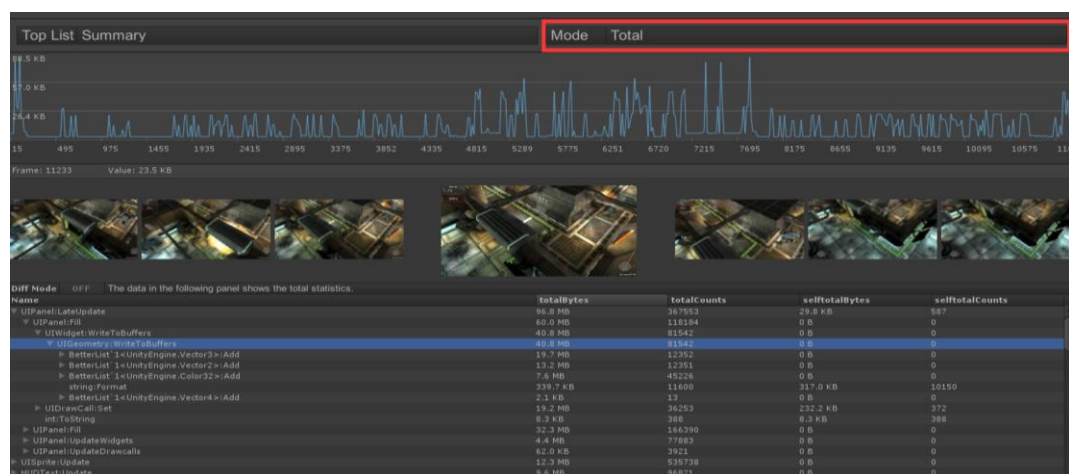 Top List Summary Mode Total
57.0 KB
26.4 KB
15 495 975 1455 1935 2415 2895 3375 3852 4335 4815 5289 5775 6251 6720 7215 7695 8175 8655 9135 9615 10095 10575
Frame: 11233 Value: 23.5 KB
Diff Mode OFF The data in the following panel shows the total statistics.
Name totalBytes totalCounts selftotalBytes selftotalCounts
UIPanel:LateUpdate 96.8 MB 367553 29.8 KB 587
UIPanel:Fill 60.0 MB 118184 0 B 0
UIWidget:WriteToBuffers 40.8 MB 81542 0 B 0
UIGeometry:WriteToBuffers 40.8 MB 81542 0 B 0
BetterList`1<UnityEngine.Vector3>:Add 19.7 MB 12352 0 B 0
BetterList`1<UnityEngine.Vector2>:Add 13.2 MB 12351 0 B 0
BetterList`1<UnityEngine.Color32>:Add 7.6 MB 45226 0 B 0
string:Format 339.7 KB 11600 317.0 KB 10150
BetterList`1<UnityEngine.Vector4>:Add 2.1 KB 13 0 B 0
UIDrawCall:Set 19.2 MB 36253 232.2 KB 372
int:ToString 8.3 KB 388 8.3 KB 388
UIPanel:Fill 32.3 MB 166390 0 B 0
UIPanel:UpdateWidgets 4.4 MB 77883 0 B 0
UIPanel:UpdateDrawcalls 62.0 KB 3921 0 B 0
UISprite:Update 12.3 MB 535738 0 B 0
HUDText:Update 9.6 MB 96871 0 B 0